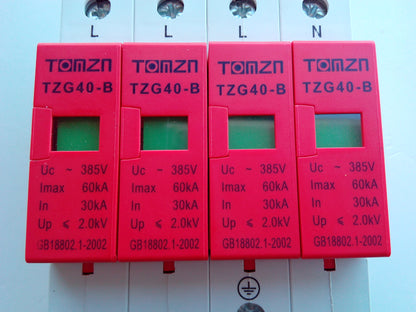 L L L N
TOMZN TOMZN TOMZN TOMZN
TZG40-B TZG40-B TZG40-B TZG40-B
Uc ~ 385V Uc ~ 385V Uc ~ 385V Uc ~ 385V
Imax 60kA Imax 60kA Imax 60kA Imax 60kA
In 30kA In 30kA In 30kA In 30kA
Up ⩽ 2.0kV Up ⩽ 2.0kV Up ⩽ 2.0kV Up ⩽ 2.0kV
GB18802.1-2002 GB18802.1-2002 GB18802.1-2002 GB18802.1-2002